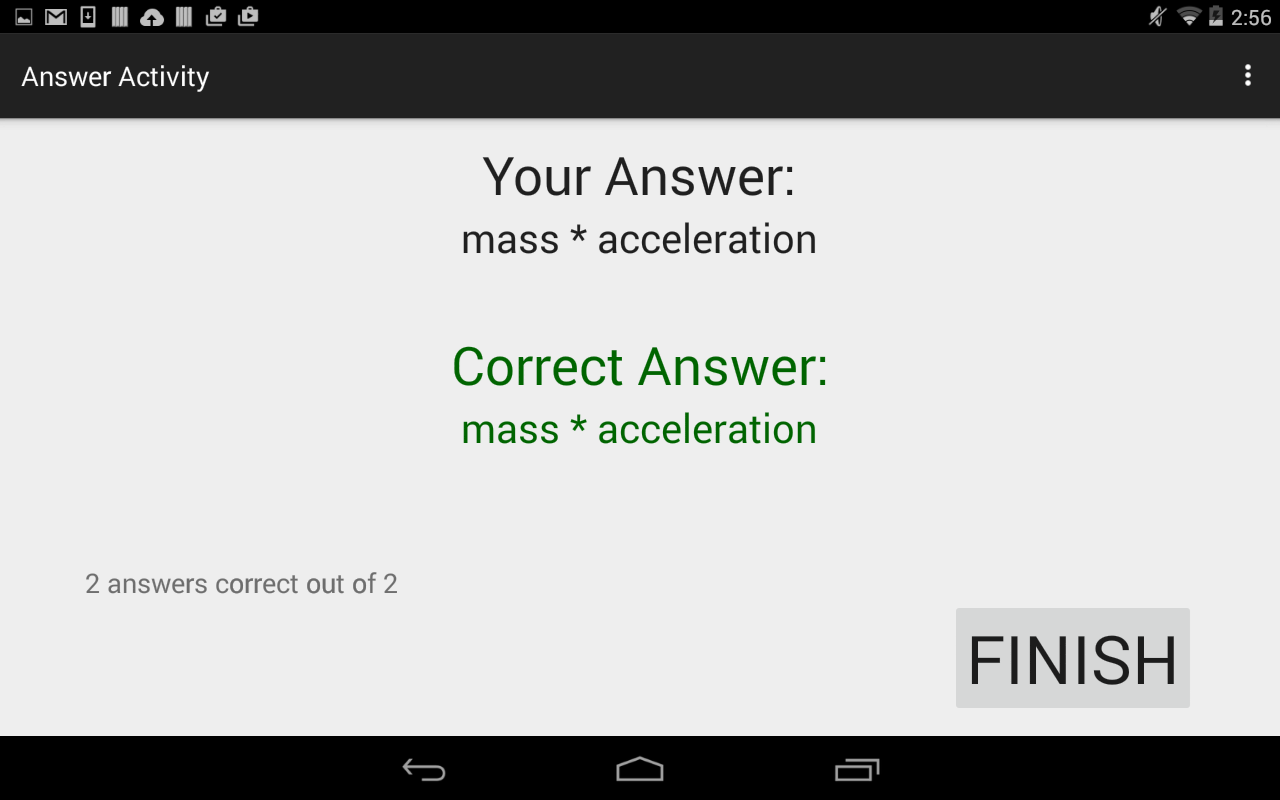 2:56
Answer Activity
Your Answer:
mass * acceleration
Correct Answer:
mass * acceleration
2 answers correct out of 2
FINISH